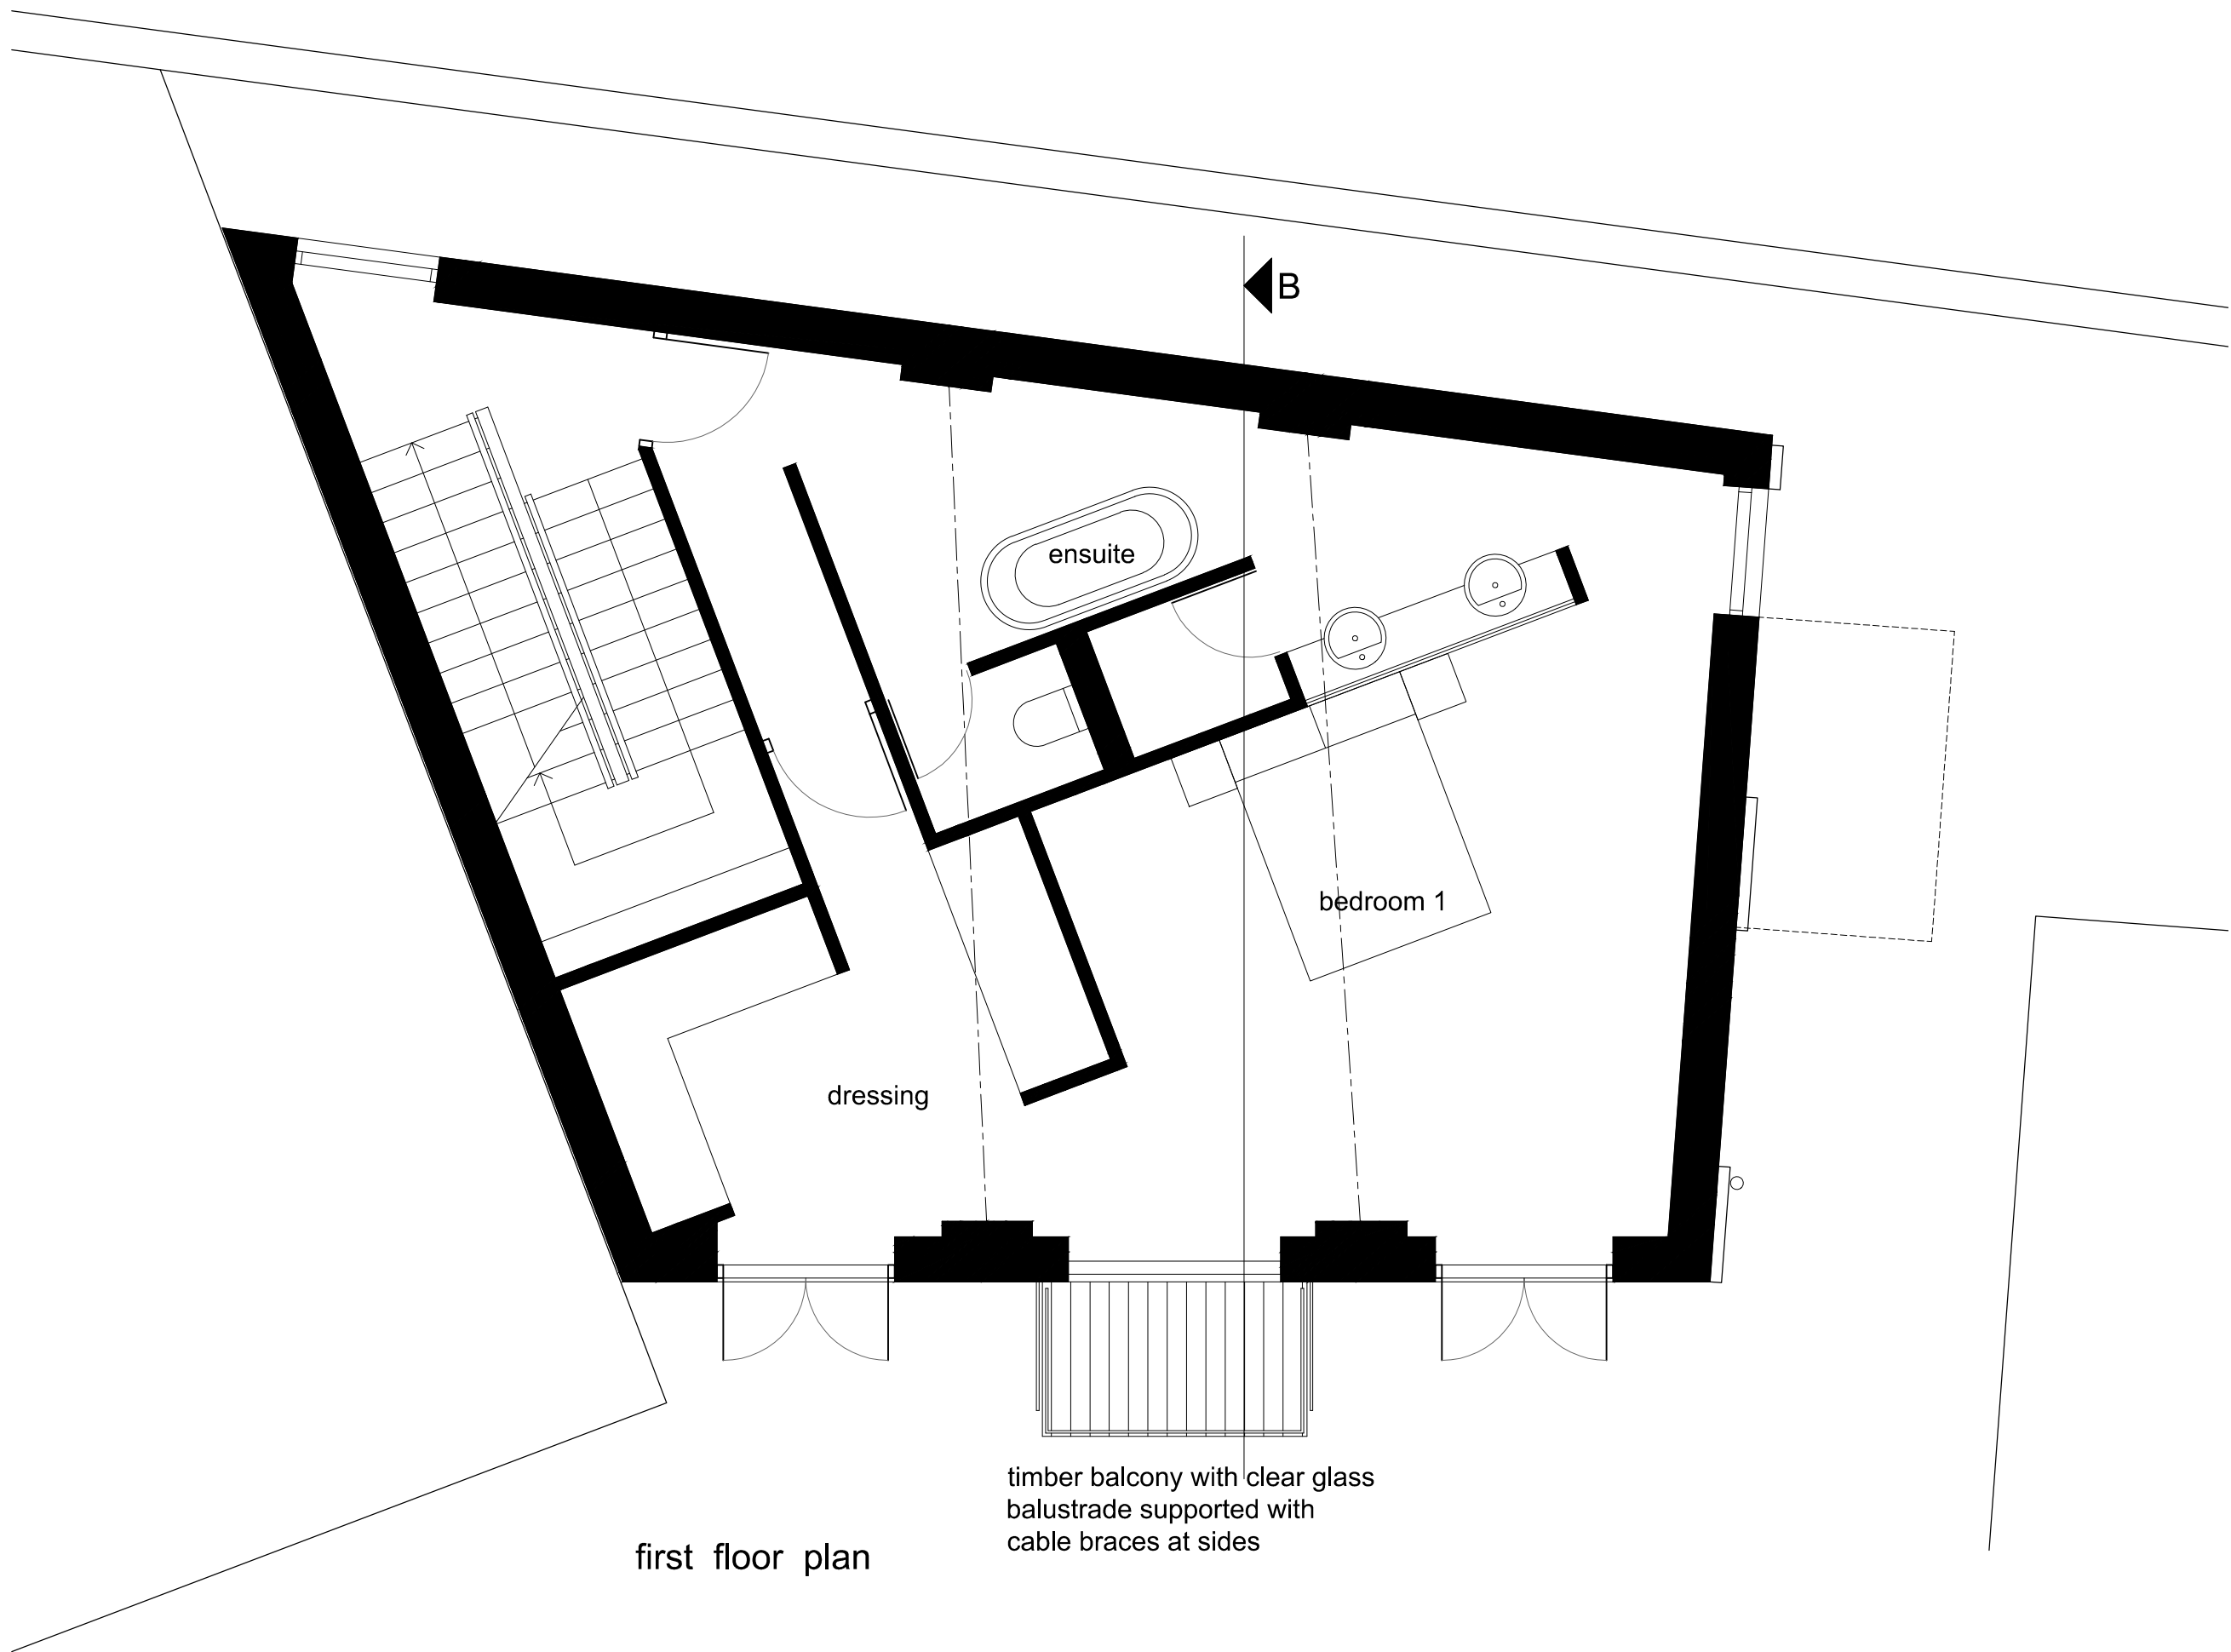 B
ensuite
bedroom 1
dressing
timber balcony with clear glass
balustrade supported with
cable braces at sides
first floor plan